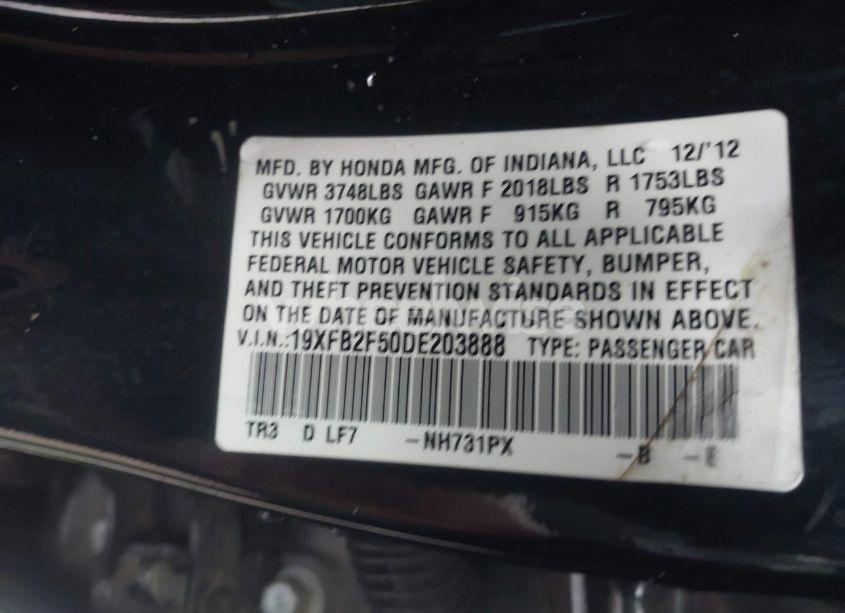 MFD. BY HONDA MFG. OF INDIANA, LLC 12/'12
GVWR 3748LBS GAWR F 2018LBS R 1753LBS
GVWR 1700KG GAWR F 915KG R 795KG
THIS VEHICLE CONFORMS TO ALL APPLICABLE
FEDERAL MOTOR VEHICLE SAFETY, BUMPER,
AND THEFT PREVENTION STANDARDS IN EFFECT
ON THE DATE OF MANUFACTURE SHOWN ABOVE.
V.I.N.:19XFB2F50DE203888 TYPE: PASSENGER CAR
TR3 D LF7 -NH731PX -B -E